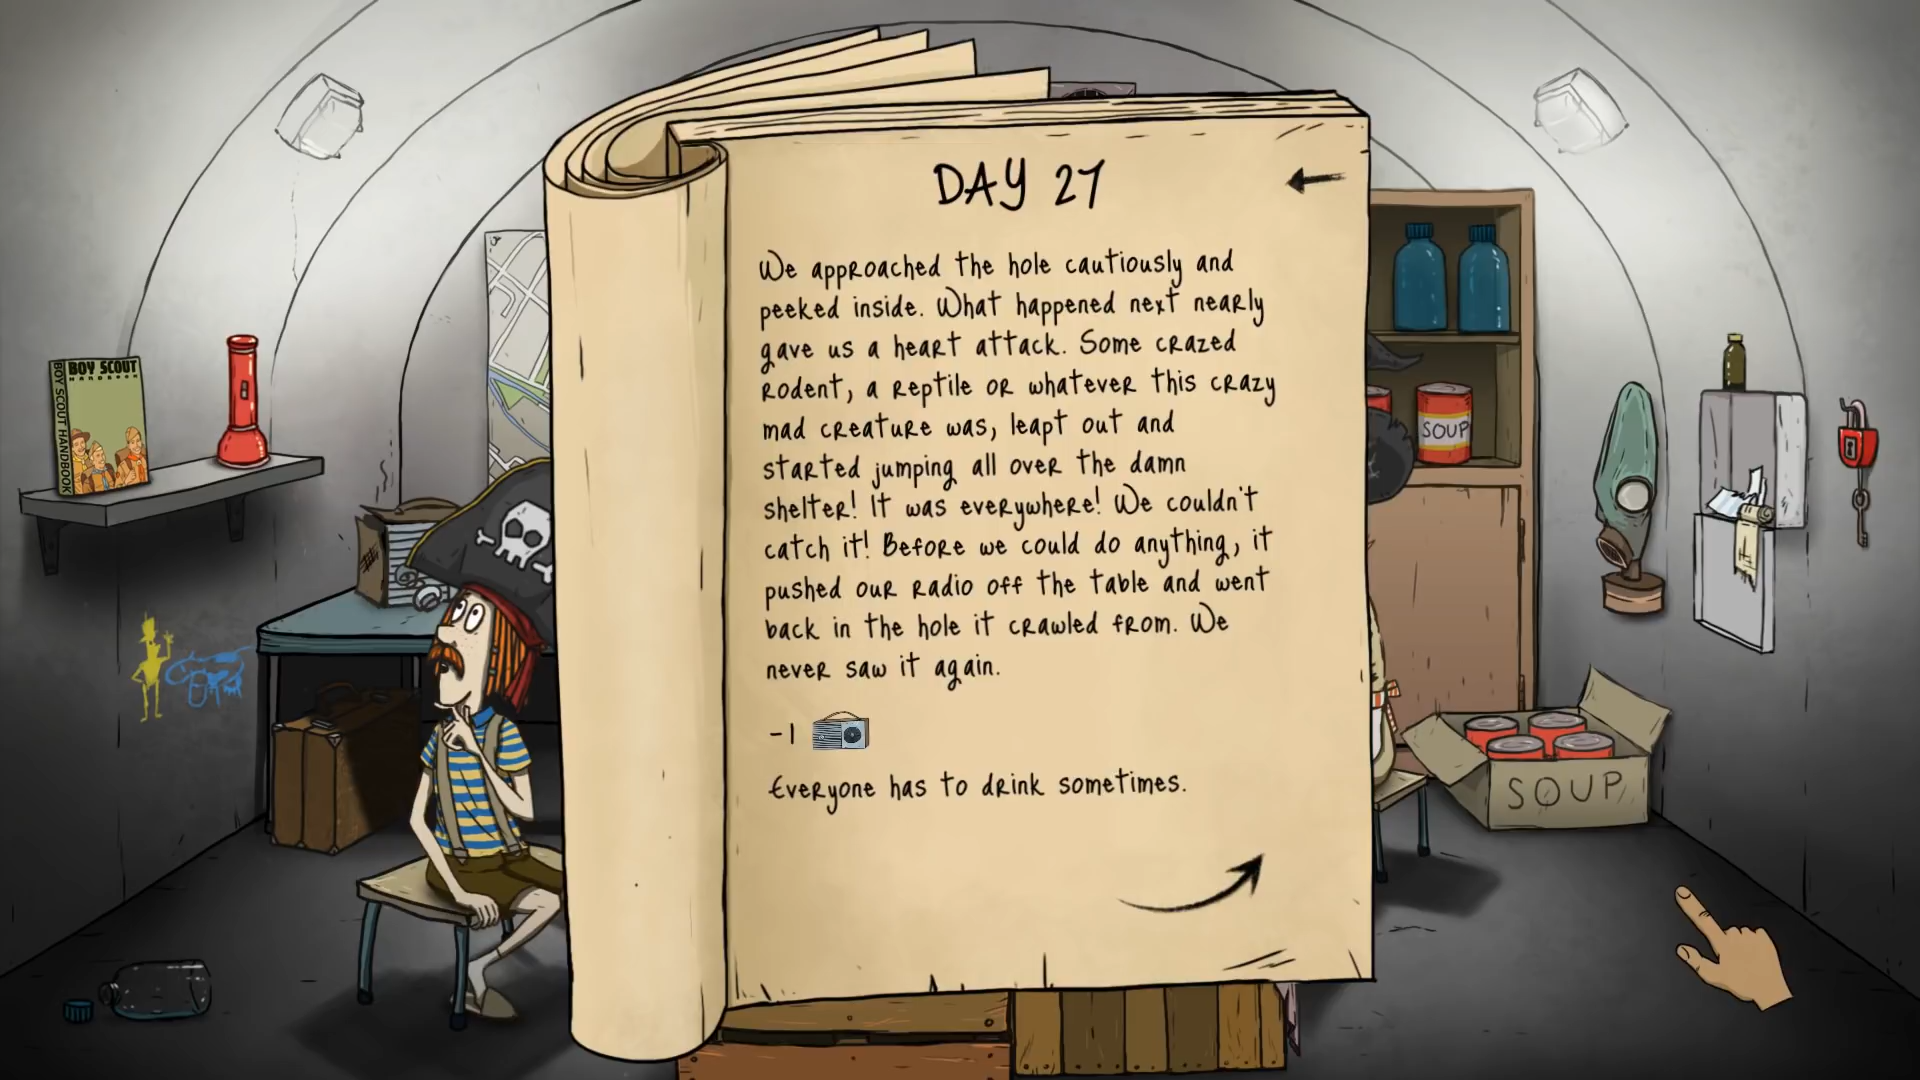 DAY 27
We approached the hole cautiously and
peeked inside. What happened next nearly
gave us a heart attack. Some crazed
rodent, a reptile or whatever this crazy
mad creature was, leapt out and
started jumping all over the damn
shelter! It was everywhere! We couldn't
catch it! Before we could do anything, it
pushed our radio off the table and went
back in the hole it crawled from. We
never saw it again.
-1
Everyone has to drink sometimes.
BOY SCOUT
HANDBOOK
BOY SCOUT HANDBOOK
SOUP
SOUP